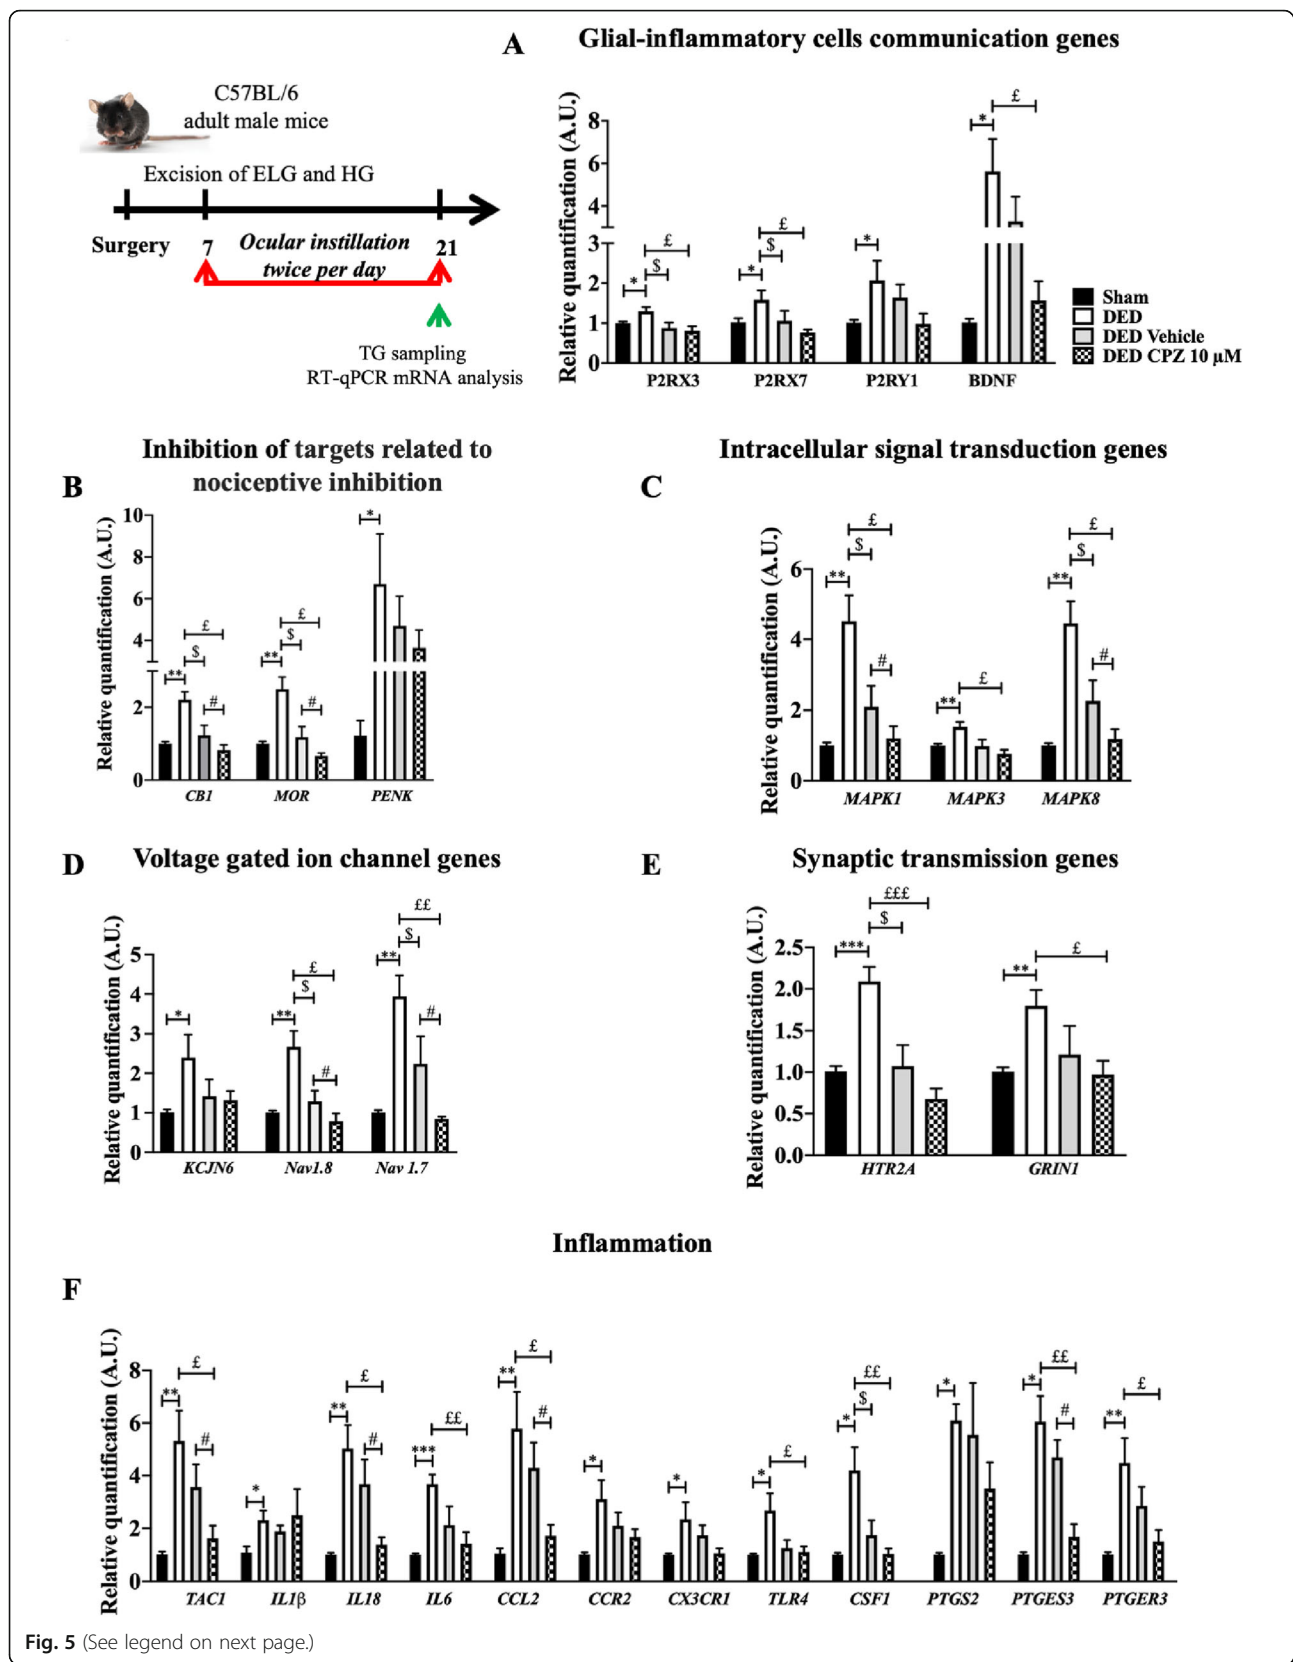 C57BL/6
adult male mice
Excision of ELG and HG
Surgery 7 Ocular instillation 21
twice per day
TG sampling
RT-qPCR mRNA analysis
A Glial-inflammatory cells communication genes
Relative quantification (A.U.)
8
6
4
3
2
1
0
* $ £ * $ £ * * £
P2RX3 P2RX7 P2RY1 BDNF
Sham
DED
DED Vehicle
DED CPZ 10 µM
B Inhibition of targets related to
nociceptive inhibition
Relative quantification (A.U.)
10
8
6
4
2
0
** $ £ # ** $ £ # *
CB1 MOR PENK
C Intracellular signal transduction genes
Relative quantification (A.U.)
6
4
2
0
** $ £ # ** £ ** $ £ #
MAPK1 MAPK3 MAPK8
D Voltage gated ion channel genes
Relative quantification (A.U.)
5
4
3
2
1
0
* ** $ £ # ** $ ££ #
KCJN6 Nav1.8 Nav 1.7
E Synaptic transmission genes
Relative quantification (A.U.)
2.5
2.0
1.5
1.0
0.5
0.0
*** $ £££ ** £
HTR2A GRIN1
Inflammation
F
Relative quantification (A.U.)
8
6
4
2
0
** £ # * ** £ # *** ££ ** £ # * * * £ * $ ££ * * ££ # ** £
TAC1 IL1β IL18 IL6 CCL2 CCR2 CX3CR1 TLR4 CSF1 PTGS2 PTGES3 PTGER3
Fig. 5 (See legend on next page.)